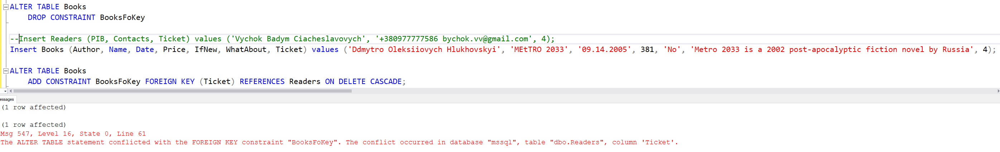 ALTER TABLE Books
DROP CONSTRAINT BooksFoKey
--Insert Readers (PIB, Contacts, Ticket) values ('Vychok Badym Ciacheslavovych', '+380977777586 bychok.vv@gmail.com', 4);
Insert Books (Author, Name, Date, Price, IfNew, WhatAbout, Ticket) values ('Ddmytro Oleksiiovych Hlukhovskyi', 'MEtTRO 2033', '09.14.2005', 381, 'No', 'Metro 2033 is a 2002 post-apocalyptic fiction novel by Russia', 4);
ALTER TABLE Books
ADD CONSTRAINT BooksFoKey FOREIGN KEY (Ticket) REFERENCES Readers ON DELETE CASCADE;
essages
(1 row affected)
(1 row affected)
Msg 547, Level 16, State 0, Line 61
The ALTER TABLE statement conflicted with the FOREIGN KEY constraint "BooksFoKey". The conflict occurred in database "mssql", table "dbo.Readers", column 'Ticket'.